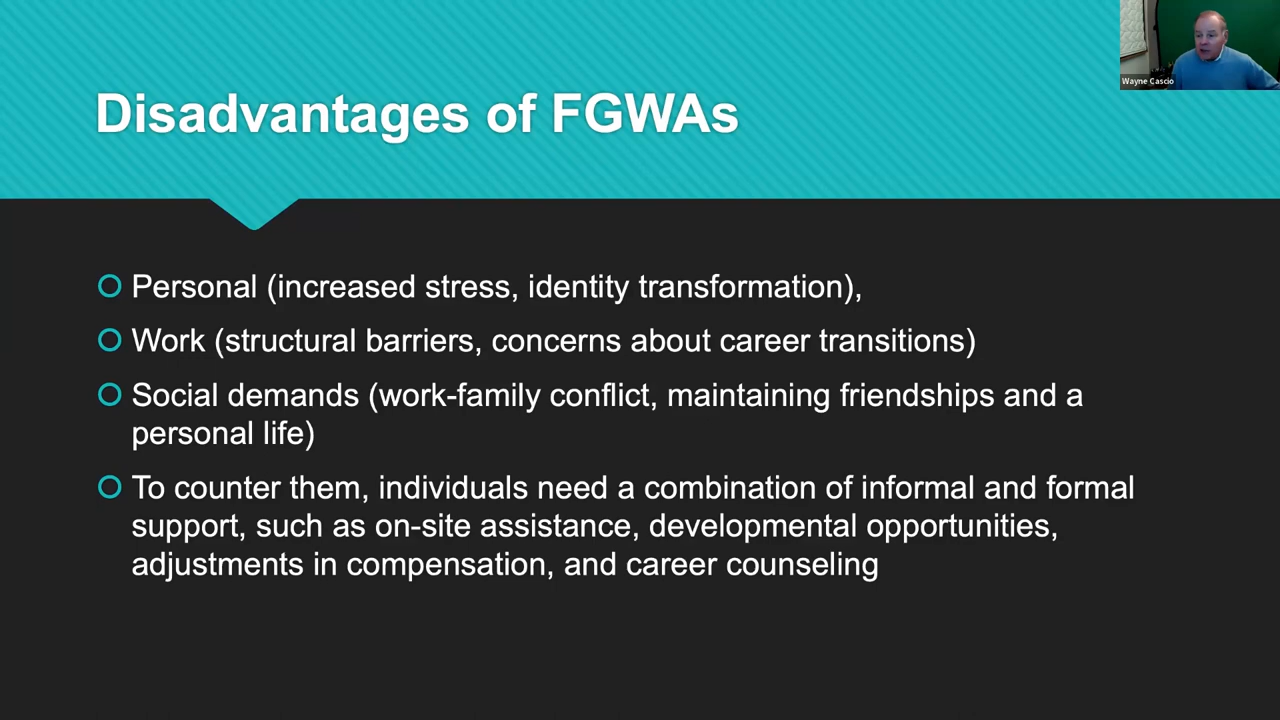 Wayne Cascio
Disadvantages of FGWAs
Personal (increased stress, identity transformation),
Work (structural barriers, concerns about career transitions)
Social demands (work-family conflict, maintaining friendships and a
personal life)
To counter them, individuals need a combination of informal and formal
support, such as on-site assistance, developmental opportunities,
adjustments in compensation, and career counseling